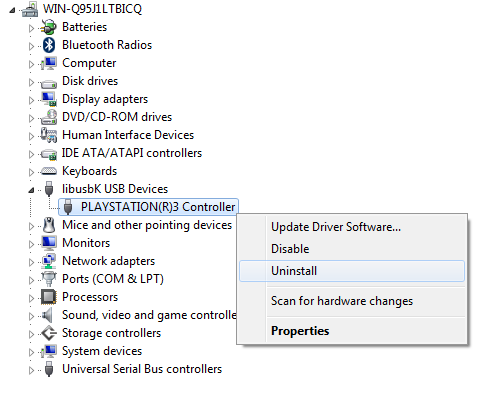 WIN-Q95J1LTBICQ
Batteries
Bluetooth Radios
Computer
Disk drives
Display adapters
DVD/CD-ROM drives
Human Interface Devices
IDE ATA/ATAPI controllers
Keyboards
libusbK USB Devices
PLAYSTATION(R)3 Controller
Mice and other pointing devices
Monitors
Network adapters
Ports (COM & LPT)
Processors
Sound, video and game controlle
Storage controllers
System devices
Universal Serial Bus controllers
Update Driver Software...
Disable
Uninstall
Scan for hardware changes
Properties